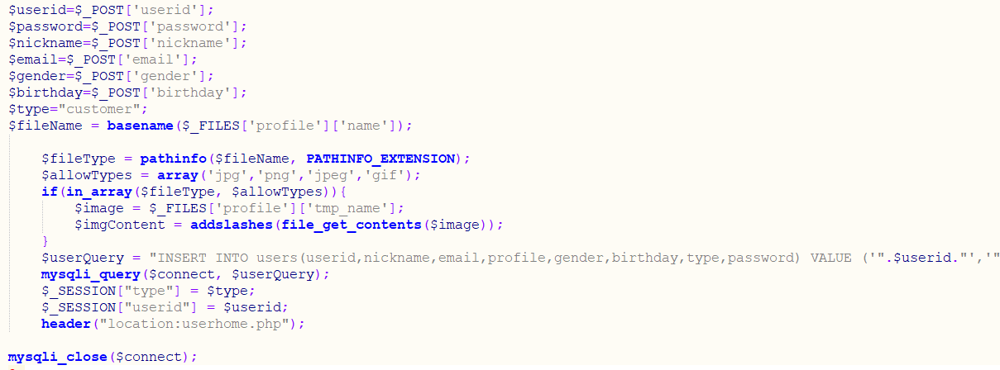 $userid=$_POST['userid'];
$password=$_POST['password'];
$nickname=$_POST['nickname'];
$email=$_POST['email'];
$gender=$_POST['gender'];
$birthday=$_POST['birthday'];
$type="customer";
$fileName = basename($_FILES['profile']['name']);
$fileType = pathinfo($fileName, PATHINFO_EXTENSION);
$allowTypes = array('jpg','png','jpeg','gif');
if(in_array($fileType, $allowTypes)){
$image = $_FILES['profile']['tmp_name'];
$imgContent = addslashes(file_get_contents($image));
}
$userQuery = "INSERT INTO users(userid,nickname,email,profile,gender,birthday,type,password) VALUE ('".$userid."','"
mysqli_query($connect, $userQuery);
$_SESSION["type"] = $type;
$_SESSION["userid"] = $userid;
header("location:userhome.php");
mysqli_close($connect);